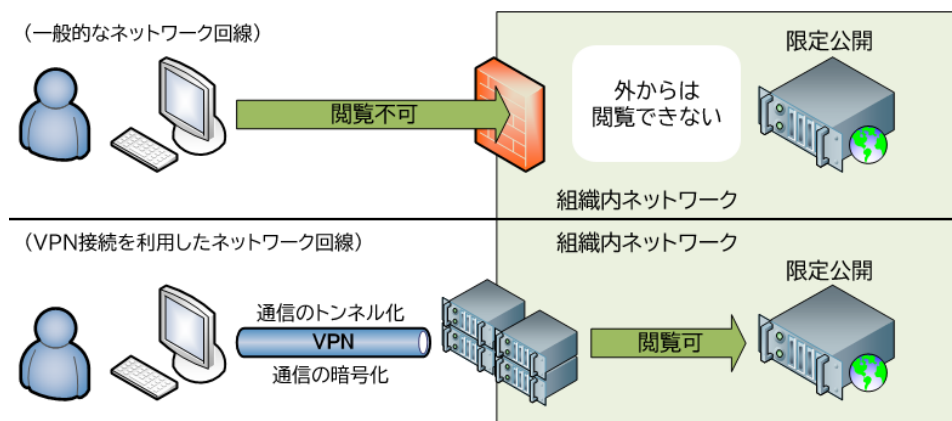 （一般的なネットワーク回線）
限定公開
閲覧不可
外からは
閲覧できない
組織内ネットワーク
（VPN接続を利用したネットワーク回線）
組織内ネットワーク
限定公開
通信のトンネル化
VPN
閲覧可
通信の暗号化